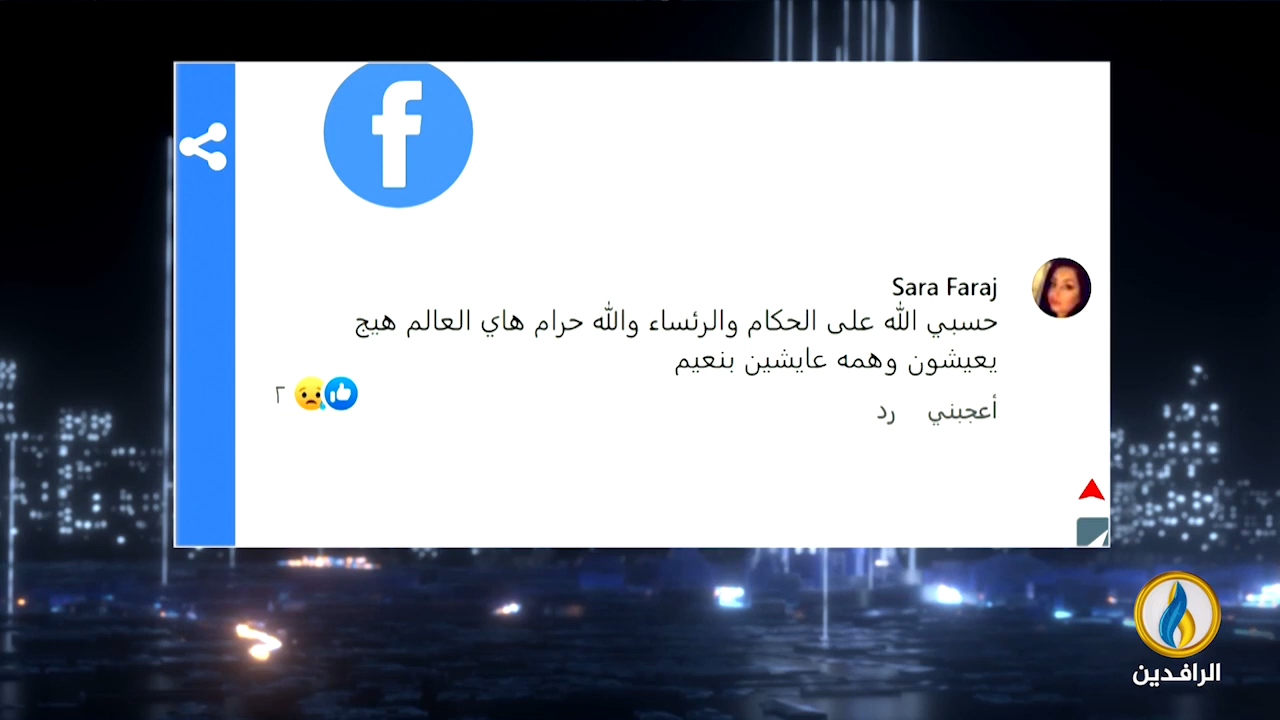 Sara Faraj
حسبي الله على الحكام والرئساء والله حرام هاي العالم هيج
يعيشون وهمه عايشين بنعيم
٢
أعجبني رد
الرافدين